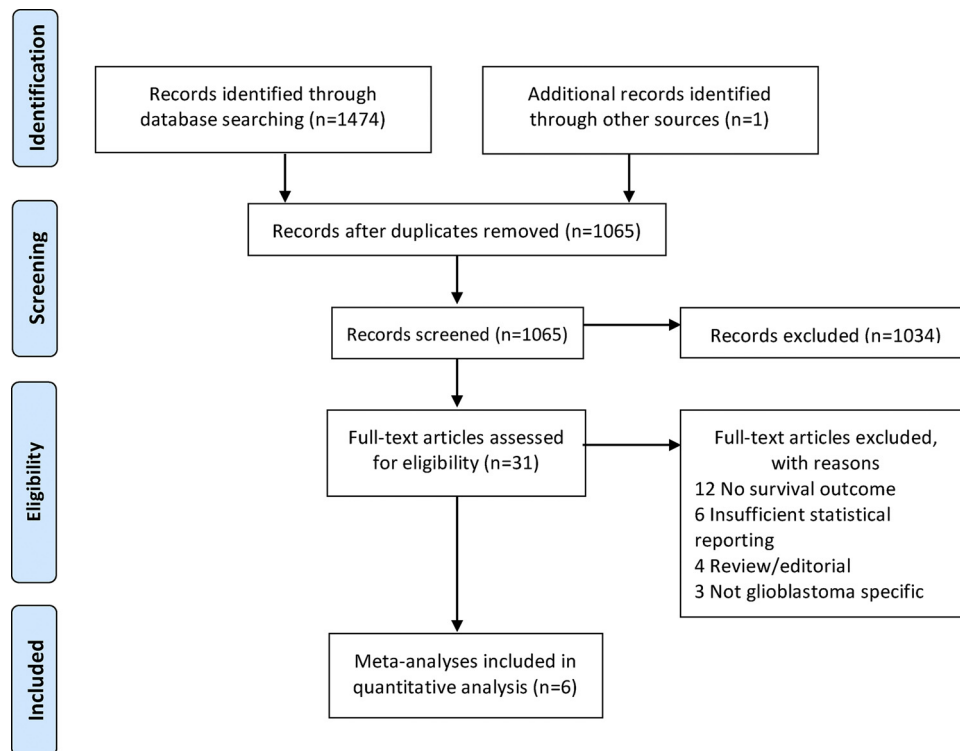 Identification
Records identified through
database searching (n=1474)
Additional records identified
through other sources (n=1)
Screening
Records after duplicates removed (n=1065)
Records screened (n=1065)
Records excluded (n=1034)
Eligibility
Full-text articles assessed
for eligibility (n=31)
Full-text articles excluded,
with reasons
12 No survival outcome
6 Insufficient statistical
reporting
4 Review/editorial
3 Not glioblastoma specific
Included
Meta-analyses included in
quantitative analysis (n=6)